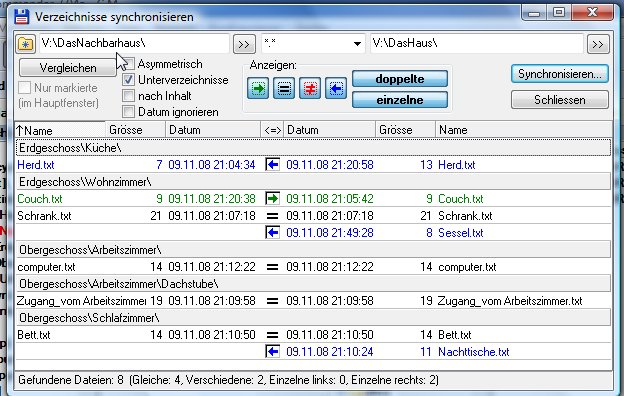 Verzeichnisse synchronisieren
V:\DasNachbarhaus\ >> *.* V:\DasHaus\ >>
Vergleichen
Nur markierte
(im Hauptfenster)
Asymmetrisch
Unterverzeichnisse
nach Inhalt
Datum ignorieren
Anzeigen:
doppelte
einzelne
Synchronisieren...
Schliessen
↑Name Grösse Datum <=> Datum Grösse Name
Erdgeschoss\Küche\
Herd.txt 7 09.11.08 21:04:34 ← 09.11.08 21:20:58 13 Herd.txt
Erdgeschoss\Wohnzimmer\
Couch.txt 9 09.11.08 21:20:38 → 09.11.08 21:05:42 9 Couch.txt
Schrank.txt 21 09.11.08 21:07:18 = 09.11.08 21:07:18 21 Schrank.txt
← 09.11.08 21:49:28 8 Sessel.txt
Obergeschoss\Arbeitszimmer\
computer.txt 14 09.11.08 21:12:22 = 09.11.08 21:12:22 14 computer.txt
Obergeschoss\Arbeitszimmer\Dachstube\
Zugang_vom Arbeitszimmer 19 09.11.08 21:09:58 = 09.11.08 21:09:58 19 Zugang_vom Arbeitszimmer.txt
Obergeschoss\Schlafzimmer\
Bett.txt 14 09.11.08 21:10:50 = 09.11.08 21:10:50 14 Bett.txt
← 09.11.08 21:10:24 11 Nachttische.txt
Gefundene Dateien: 8 (Gleiche: 4, Verschiedene: 2, Einzelne links: 0, Einzelne rechts: 2)